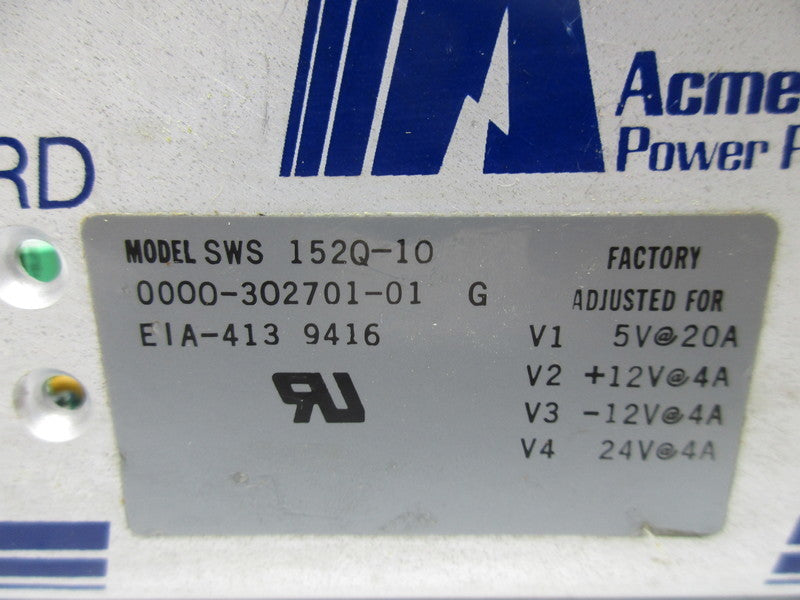 Acme
Power P
RD
MODEL SWS 152Q-10
0000-302701-01 G
EIA-413 9416
FACTORY
ADJUSTED FOR
V1 5V@20A
V2 +12V@4A
V3 -12V@4A
V4 24V@4A